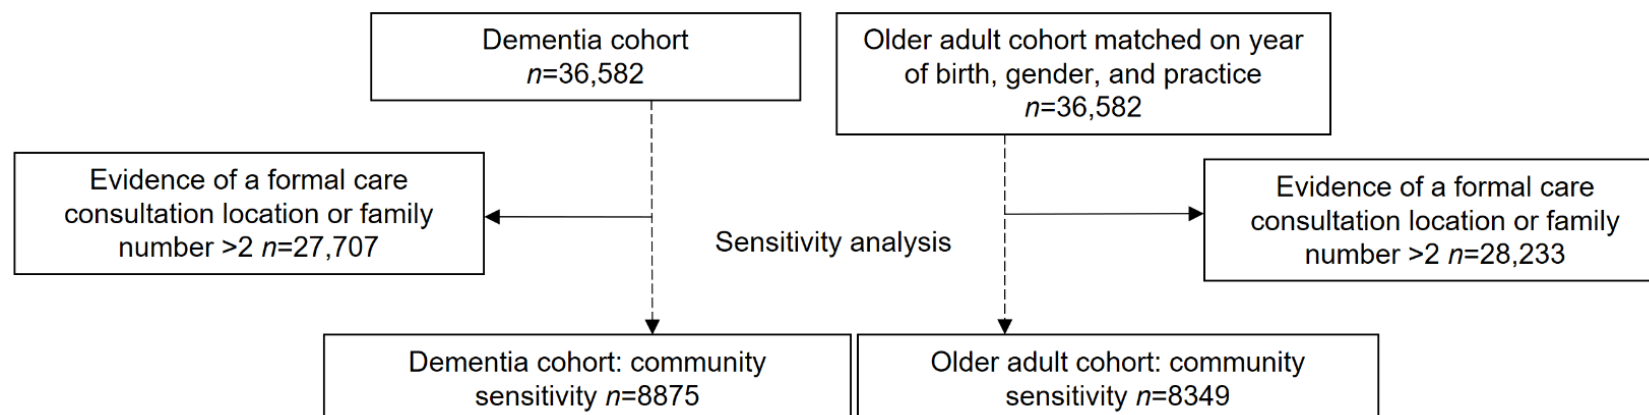 Dementia cohort
n=36,582
Older adult cohort matched on year
of birth, gender, and practice
n=36,582
Evidence of a formal care
consultation location or family
number >2 n=27,707
Sensitivity analysis
Evidence of a formal care
consultation location or family
number >2 n=28,233
Dementia cohort: community
sensitivity n=8875
Older adult cohort: community
sensitivity n=8349